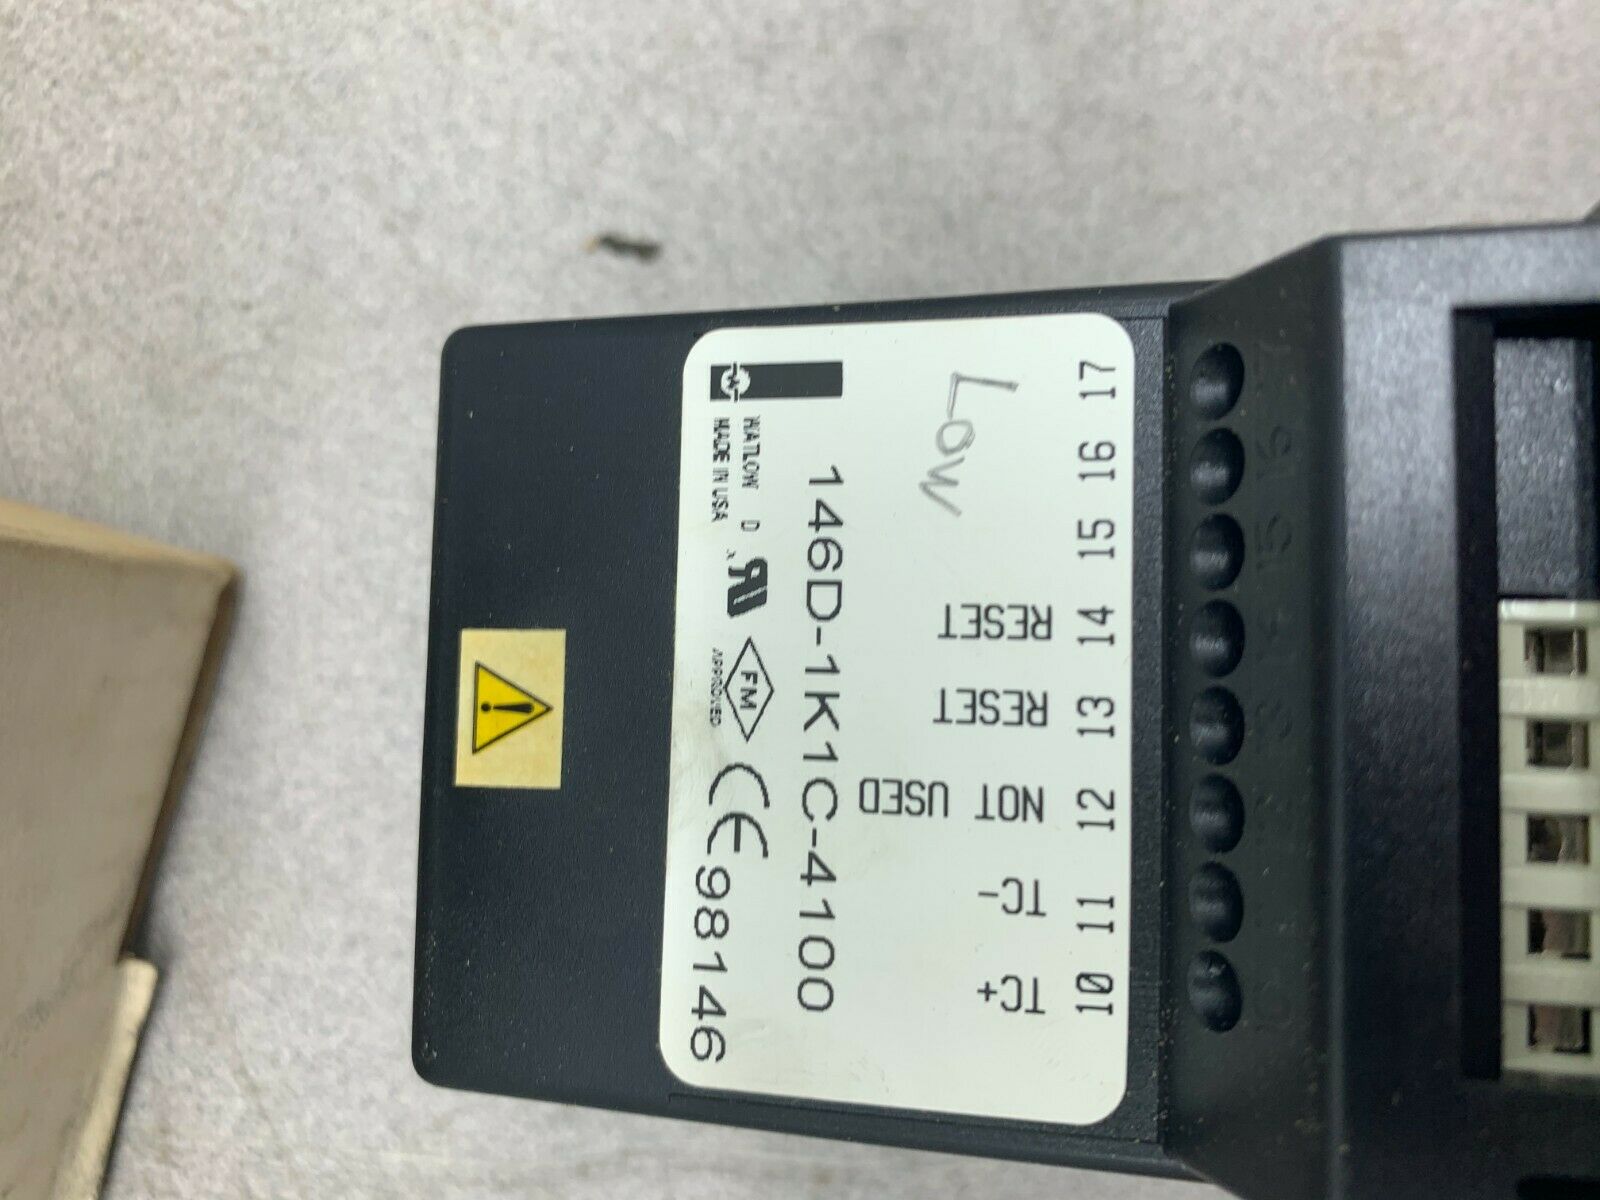 98146
WATLOW D
MADE IN USA
FM
APPROVED
CE
146D-1K1C-4100
Low
TC+
TC-
NOT USED
RESET
RESET
10 11 12 13 14 15 16 17